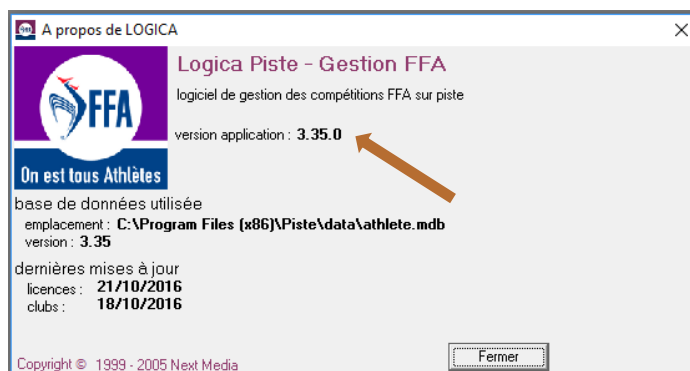 A propos de LOGICA
Logica Piste - Gestion FFA
logiciel de gestion des compétitions FFA sur piste
FFA
version application : 3.35.0
On est tous Athlètes
base de données utilisée
emplacement : C:\Program Files (x86)\Piste\data\athlete.mdb
version : 3.35
dernières mises à jour
licences : 21/10/2016
clubs : 18/10/2016
Fermer
Copyright © 1999 - 2005 Next Media